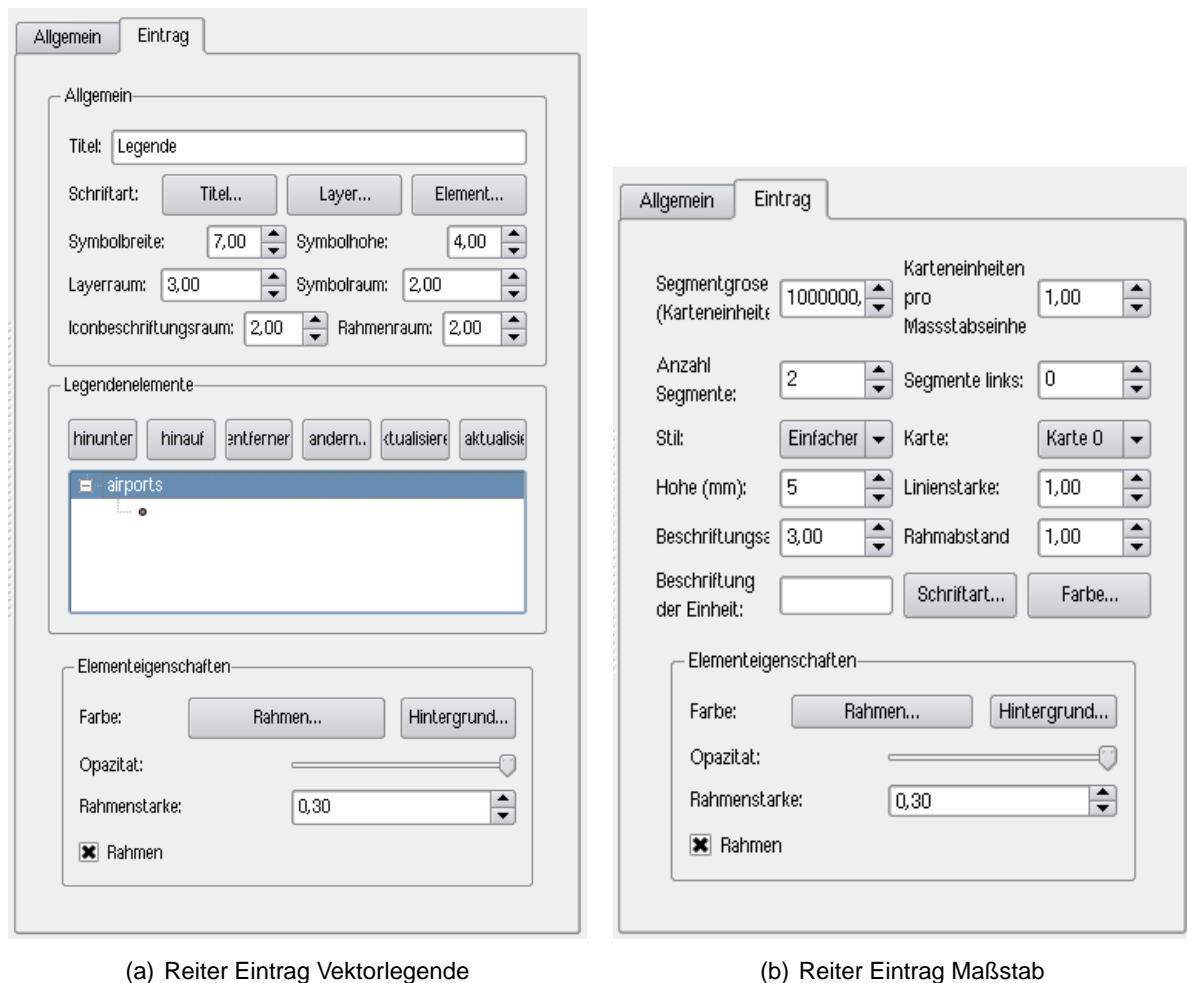 Allgemein Eintrag
Allgemein
Titel: Legende
Schriftart: Titel... Layer... Element...
Symbolbreite: 7,00 Symbolhohe: 4,00
Layerraum: 3,00 Symbolraum: 2,00
Iconbeschriftungsraum: 2,00 Rahmenraum: 2,00
Legendenelemente
hinunter hinauf entferner andern.. ktualisiere aktualisie
airports
Elementeigenschaften
Farbe: Rahmen... Hintergrund...
Opazitat:
Rahmenstarke: 0,30
Rahmen
(a) Reiter Eintrag Vektorlegende
Allgemein Eintrag
Segmentgrose
(Karteneinheite
1000000,
Karteneinheiten
pro
Massstabseinhe
1,00
Anzahl
Segmente:
2
Segmente links: 0
Stil: Einfacher Karte: Karte 0
Hohe (mm): 5 Linienstarke: 1,00
Beschriftungsa 3,00 Rahmabstand 1,00
Beschriftung
der Einheit:
Schriftart... Farbe...
Elementeigenschaften
Farbe: Rahmen... Hintergrund...
Opazitat:
Rahmenstarke: 0,30
Rahmen
(b) Reiter Eintrag Maßstab